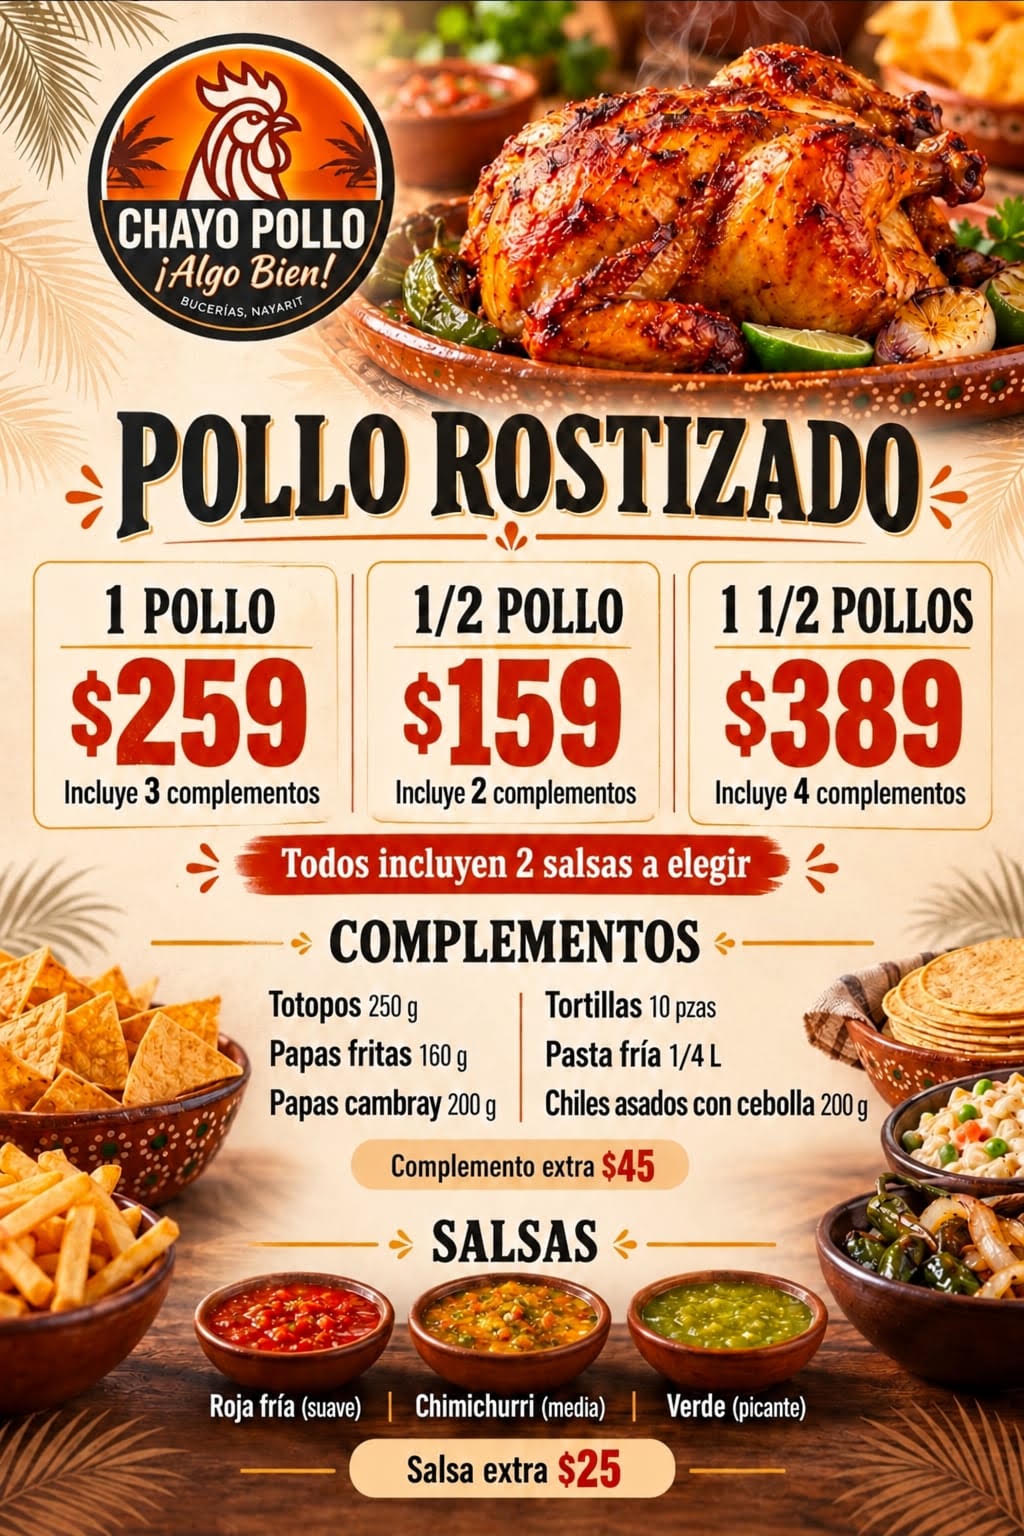 CHAYO POLLO
¡Algo Bien!
BUCERÍAS, NAYARIT
POLLO ROSTIZADO
1 POLLO
$259
Incluye 3 complementos
1/2 POLLO
$159
Incluye 2 complementos
1 1/2 POLLOS
$389
Incluye 4 complementos
Todos incluyen 2 salsas a elegir
COMPLEMENTOS
Totopos 250 g
Papas fritas 160 g
Papas cambray 200 g
Tortillas 10 pzas
Pasta fría 1/4 L
Chiles asados con cebolla 200 g
Complemento extra $45
SALSAS
Roja fría (suave)
Chimichurri (media)
Verde (picante)
Salsa extra $25